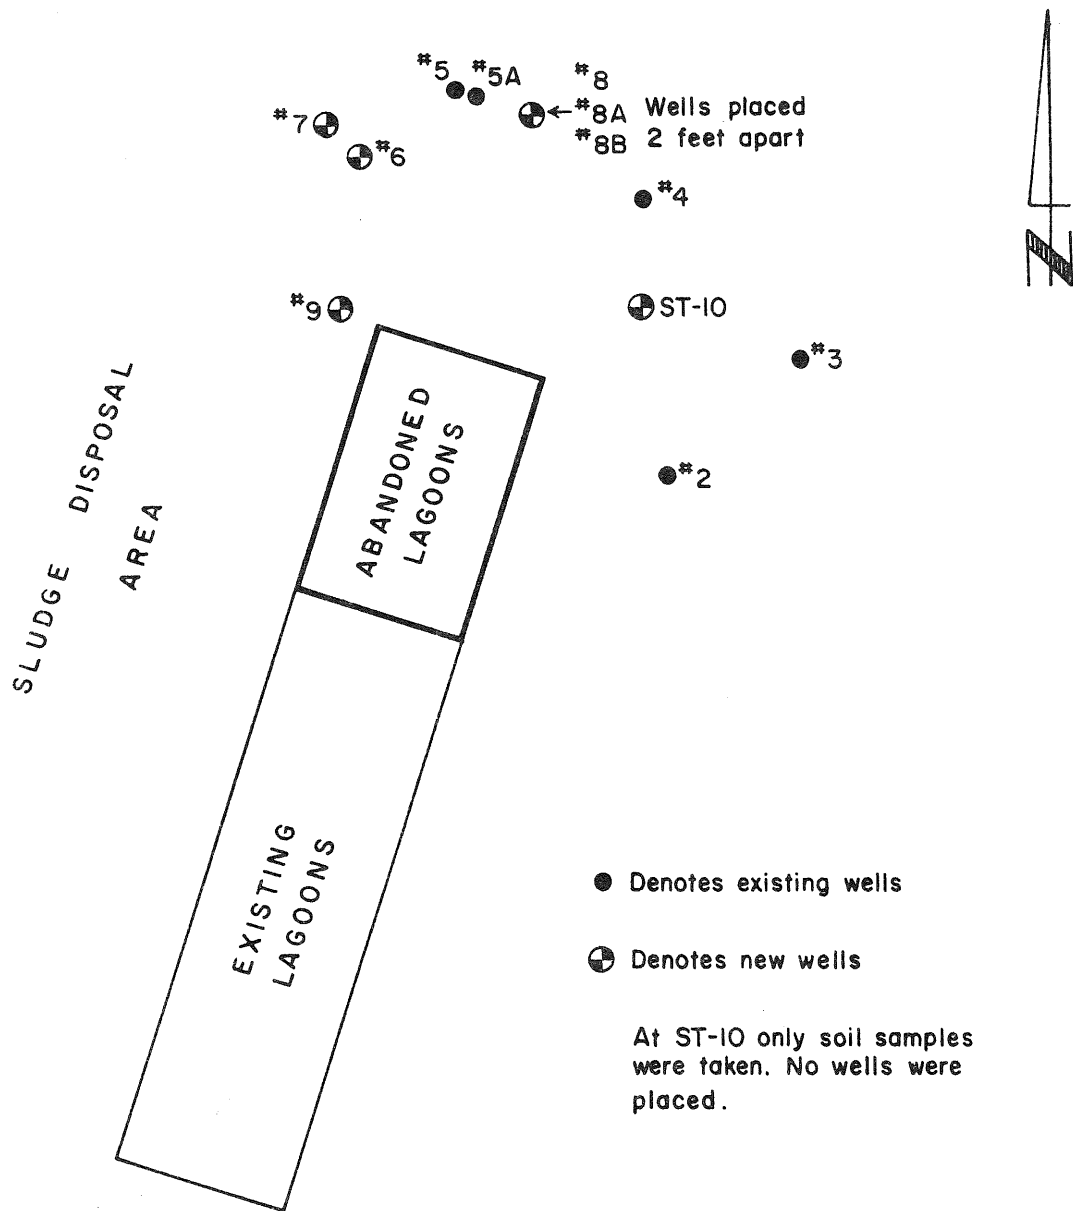 #5
#5A
#8
#8A
#8B
Wells placed
2 feet apart
#7
#6
#4
#9
ST-10
#3
#2
N
SLUDGE DISPOSAL
AREA
ABANDONED
LAGOONS
EXISTING
LAGOONS
Denotes existing wells
Denotes new wells
At ST-10 only soil samples
were taken. No wells were
placed.